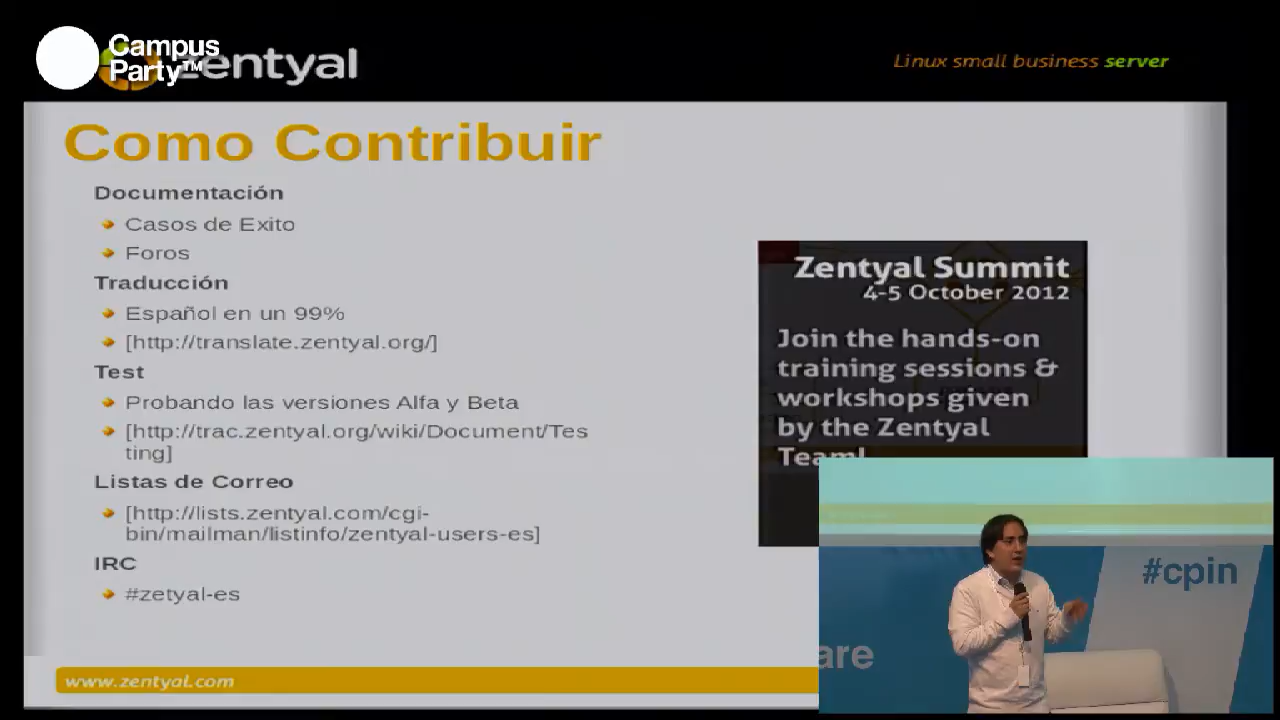 Campus
Party™
zentyal
Linux small business server
Como Contribuir
Documentación
Casos de Exito
Foros
Traducción
Español en un 99%
[http://translate.zentyal.org/]
Test
Probando las versiones Alfa y Beta
[http://trac.zentyal.org/wiki/Document/Tes
ting]
Listas de Correo
[http://lists.zentyal.com/cgi-
bin/mailman/listinfo/zentyal-users-es]
IRC
#zetyal-es
www.zentyal.com
Zentyal Summit
4-5 October 2012
Join the hands-on
training sessions &
workshops given
by the Zentyal
Team!
#cpin
are